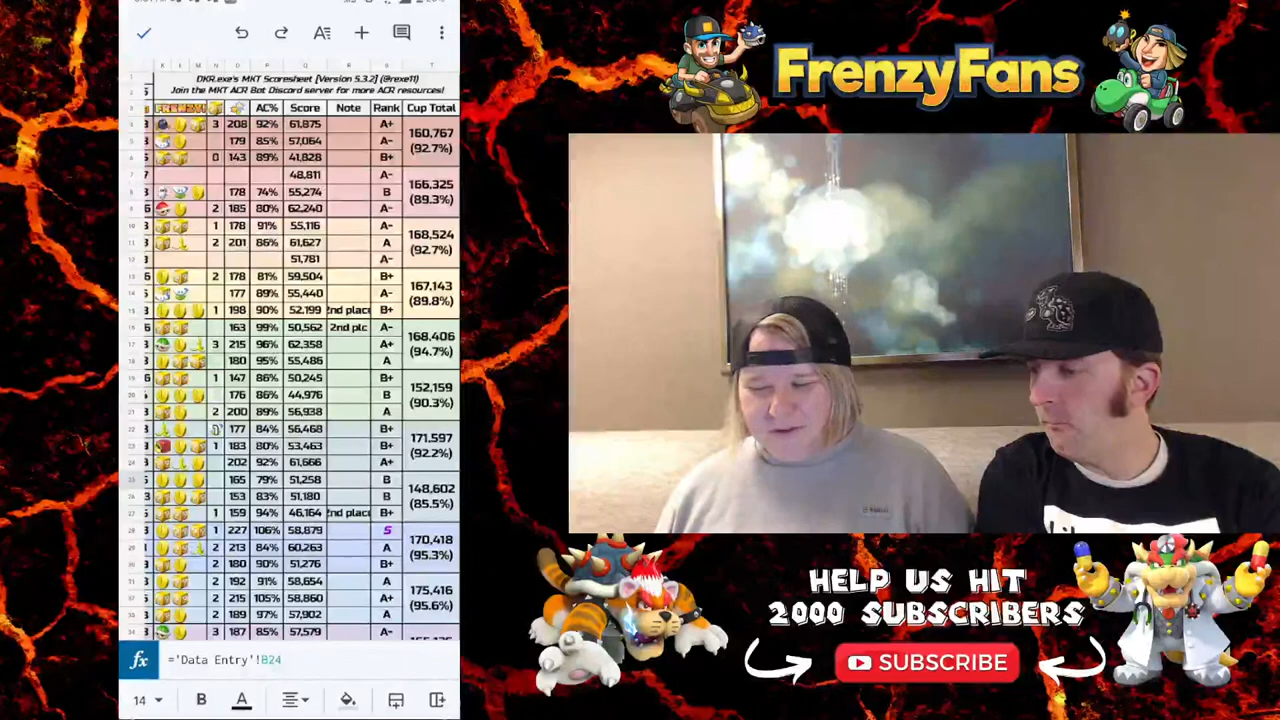 DKR.exe's MKT Scoresheet [Version 5.3.2] (@rexe11)
Join the MKT ACR Bot Discord server for more ACR resources!
FRENZY! AC% Score Note Rank Cup Total
3 208 92% 61,875 A+
160,767
(92.7%)
179 85% 57,064 A-
0 143 89% 41,828 B+
48,811 A-
166,325
(89.3%)
178 74% 55,274 B
2 185 80% 62,240 A-
1 178 91% 55,116 A-
168,524
(92.7%)
2 201 86% 61,627 A
51,781 A-
2 178 81% 59,504 B+
167,143
(89.8%)
177 89% 55,440 A-
1 198 90% 52,199 2nd place B+
163 99% 50,562 2nd plc A-
168,406
(94.7%)
3 215 96% 62,358 A+
180 95% 55,486 A
1 147 86% 50,245 B+
152,159
(90.3%)
176 86% 44,976 B
2 200 89% 56,938 A
177 84% 56,468 B+
171,597
(92.2%)
1 183 80% 53,463 B+
202 92% 61,666 A+
165 79% 51,258 B
148,602
(85.5%)
153 83% 51,180 B
1 159 94% 46,164 2nd place B+
1 227 106% 58,879 S
170,418
(95.3%)
2 213 84% 60,263 A
2 180 90% 51,276 B+
2 192 91% 58,654 A
175,416
(95.6%)
2 215 105% 58,860 A+
2 189 97% 57,902 A
3 187 85% 57,579 A-
fx ='Data Entry'!B24
14 B A
FrenzyFans
HELP US HIT
2000 SUBSCRIBERS
SUBSCRIBE